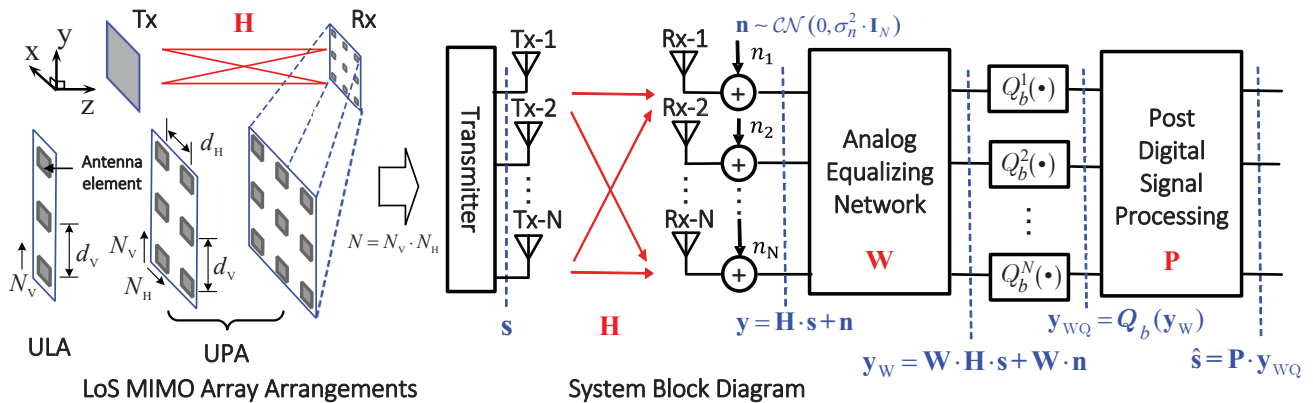 Tx
H
Rx
x
y
z
Antenna
element
d_H
N_V
d_V
N_V
N_H
d_V
ULA
UPA
LoS MIMO Array Arrangements
N = N_V · N_H
Transmitter
Tx-1
Tx-2
Tx-N
s
H
Rx-1
Rx-2
Rx-N
n ~ 𝒞𝒩(0, σ_n^2 · I_N)
n_1
n_2
n_N
y = H · s + n
Analog
Equalizing
Network
W
y_W = W · H · s + W · n
Q_b^1(•)
Q_b^2(•)
Q_b^N(•)
y_WQ = Q_b(y_W)
Post
Digital
Signal
Processing
P
ŝ = P · y_WQ
System Block Diagram